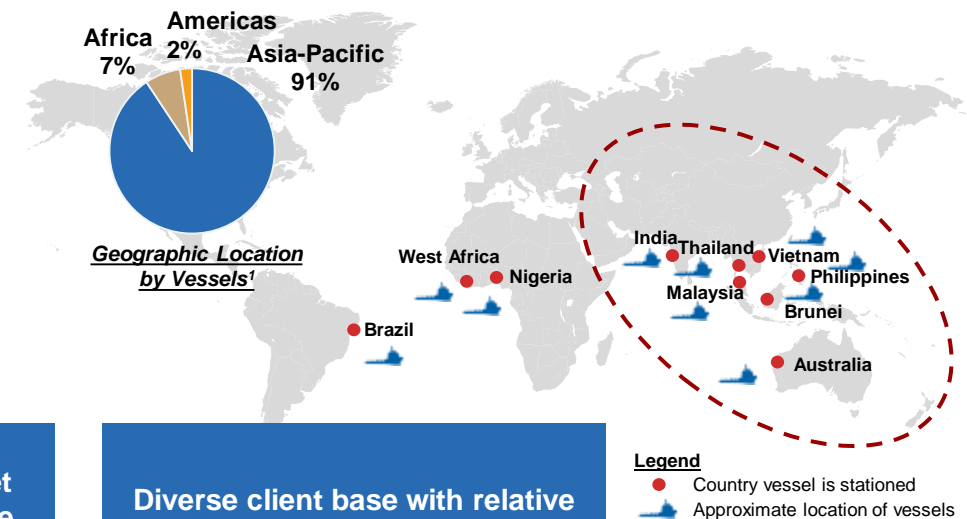 Americas
2%
Africa
7%
Asia-Pacific
91%
Geographic Location
by Vessels¹
West Africa
Nigeria
Brazil
India
Thailand
Vietnam
Malaysia
Philippines
Brunei
Australia
Diverse client base with relative
Legend
Country vessel is stationed
Approximate location of vessels